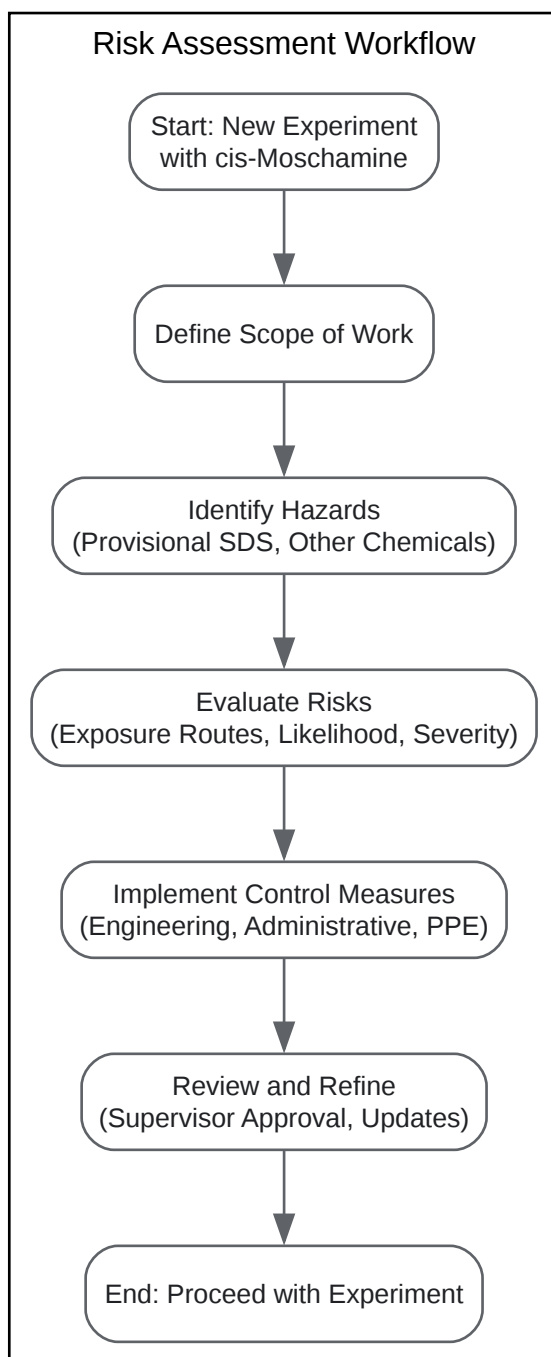 Risk Assessment Workflow
Start: New Experiment
with cis-Moschamine
Define Scope of Work
Identify Hazards
(Provisional SDS, Other Chemicals)
Evaluate Risks
(Exposure Routes, Likelihood, Severity)
Implement Control Measures
(Engineering, Administrative, PPE)
Review and Refine
(Supervisor Approval, Updates)
End: Proceed with Experiment